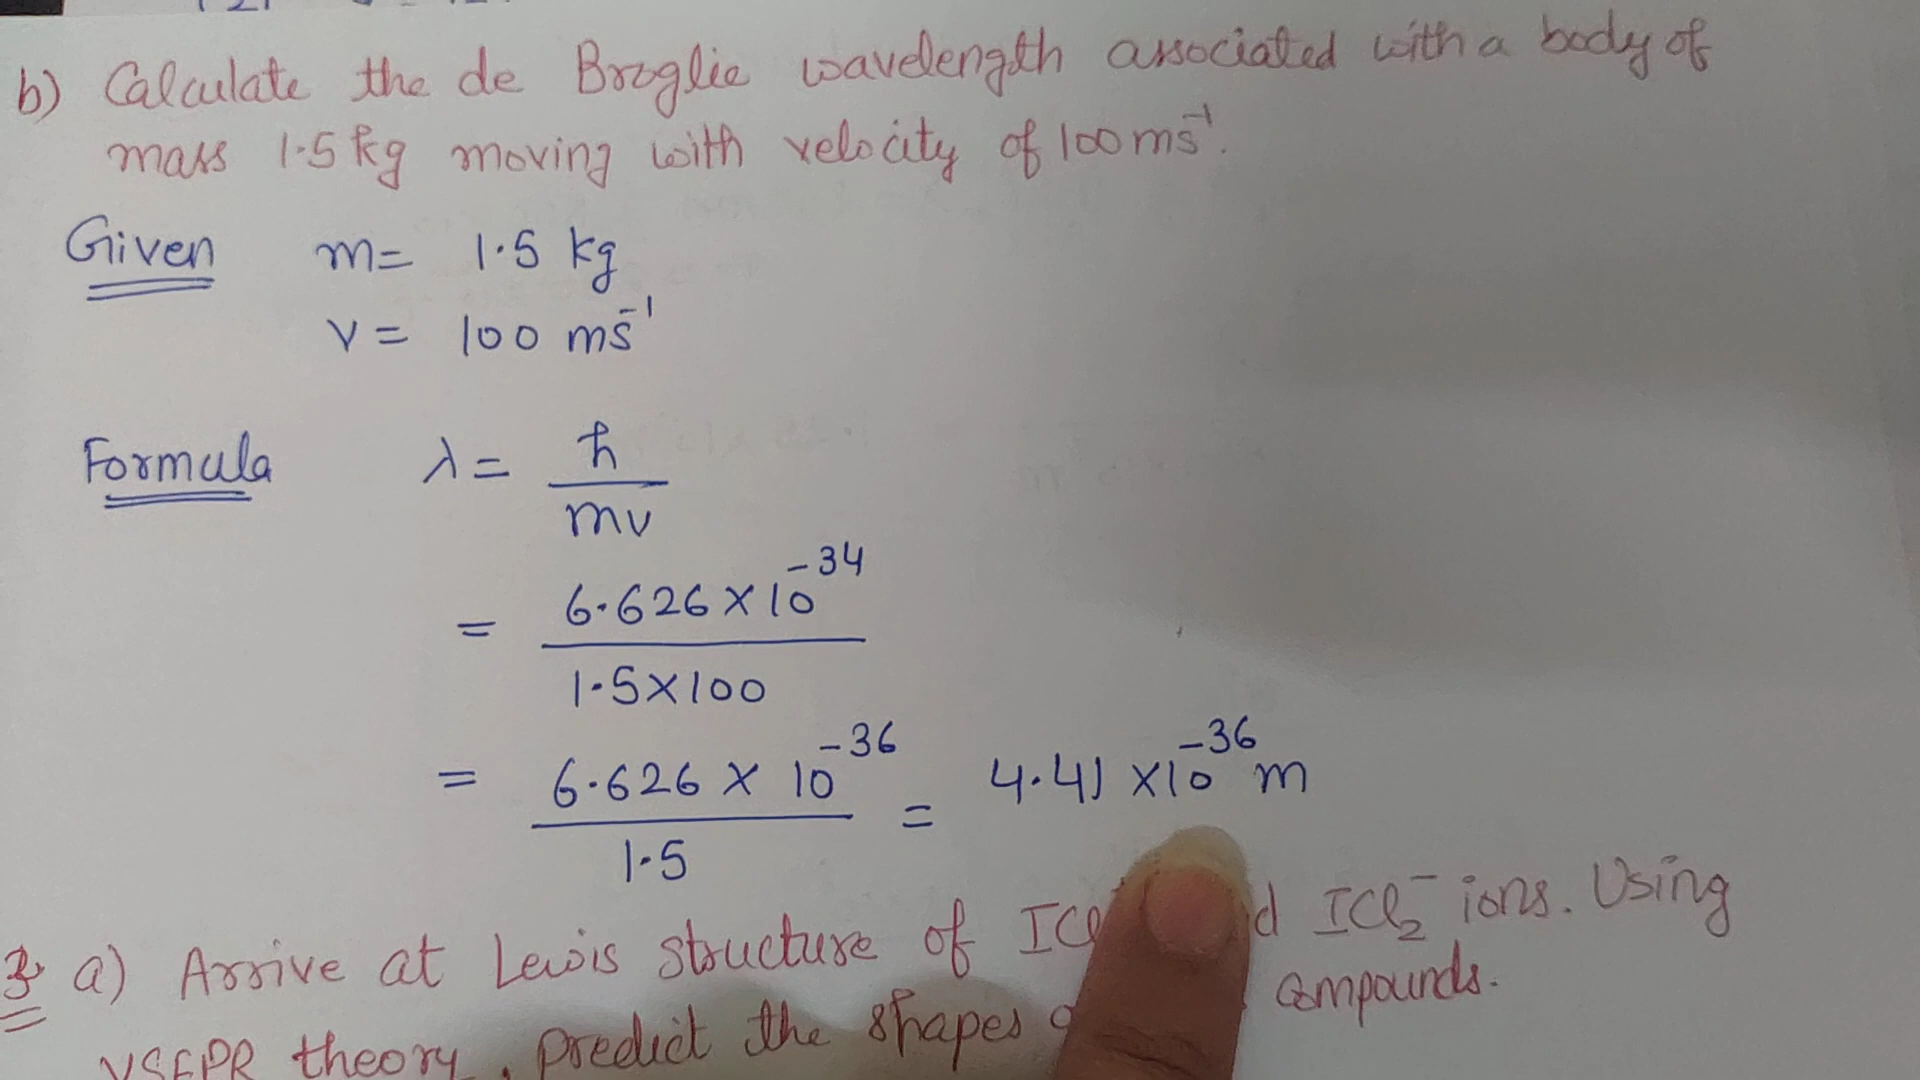 b) Calculate the de Broglie wavelength associated with a body of
mass 1.5 kg moving with velocity of 100 ms⁻¹.
Given m = 1.5 kg
v = 100 ms⁻¹
Formula λ = ħ / mv
= 6.626 × 10⁻³⁴ / 1.5 × 100
= 6.626 × 10⁻³⁶ / 1.5 = 4.41 × 10⁻³⁶ m
3 a) Arrive at Lewis structure of ICl₂⁻ ions. Using
VSEPR theory, predict the shapes compounds.